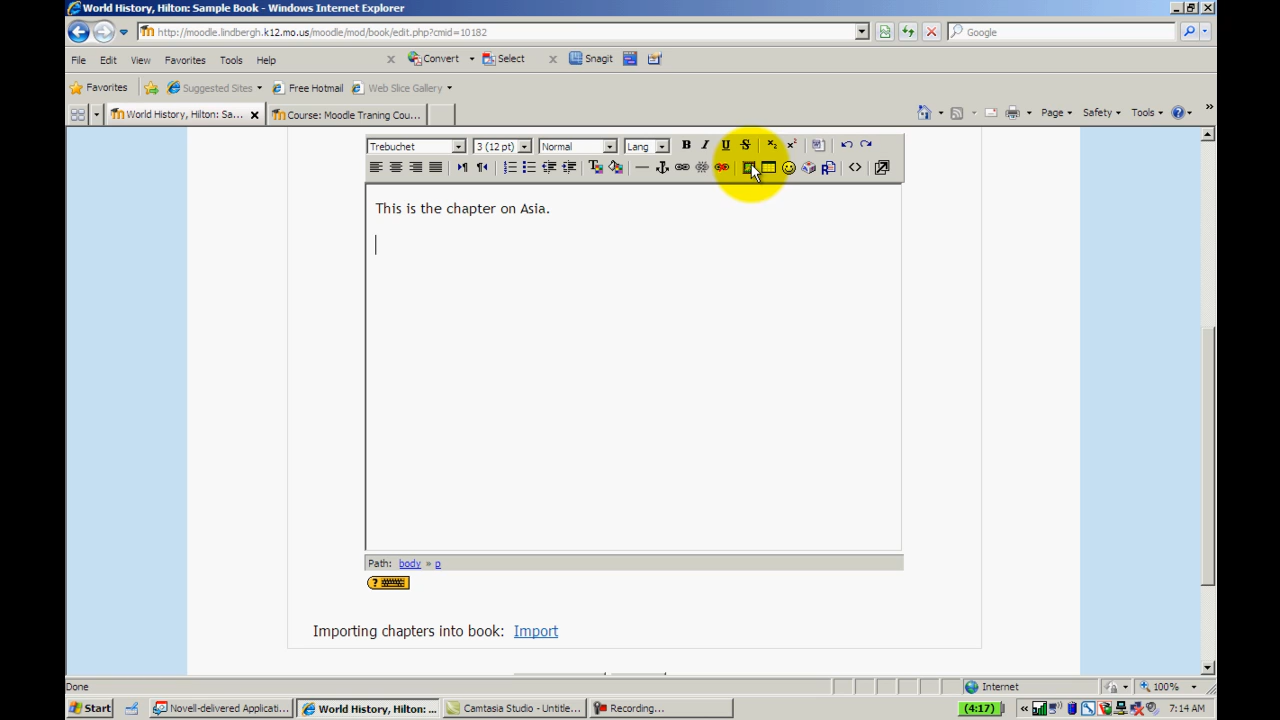 World History, Hilton: Sample Book - Windows Internet Explorer
http://moodle.lindbergh.k12.mo.us/moodle/mod/book/edit.php?cmid=10182
Google
File Edit View Favorites Tools Help
x Convert Select x Snagit
Favorites Suggested Sites Free Hotmail Web Slice Gallery
World History, Hilton: Sa... Course: Moodle Traning Cou... Page Safety Tools
Trebuchet 3 (12 pt) Normal Lang B I U S
This is the chapter on Asia.
Path: body » p
?
Importing chapters into book: Import
Done Internet 100%
Start Novell-delivered Applicati... World History, Hilton: ... Camtasia Studio - Untitle... Recording... (4:17) 7:14 AM